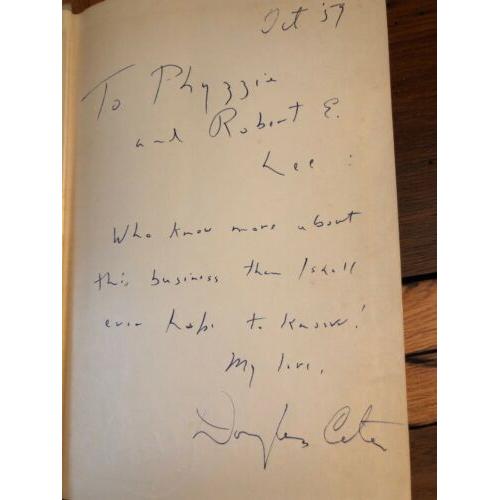 Oct '59
To Phyzzie
and Robert E.
Lee :
Who know more about
this business than I shall
ever hope to know!
My love,
Douglass Cater